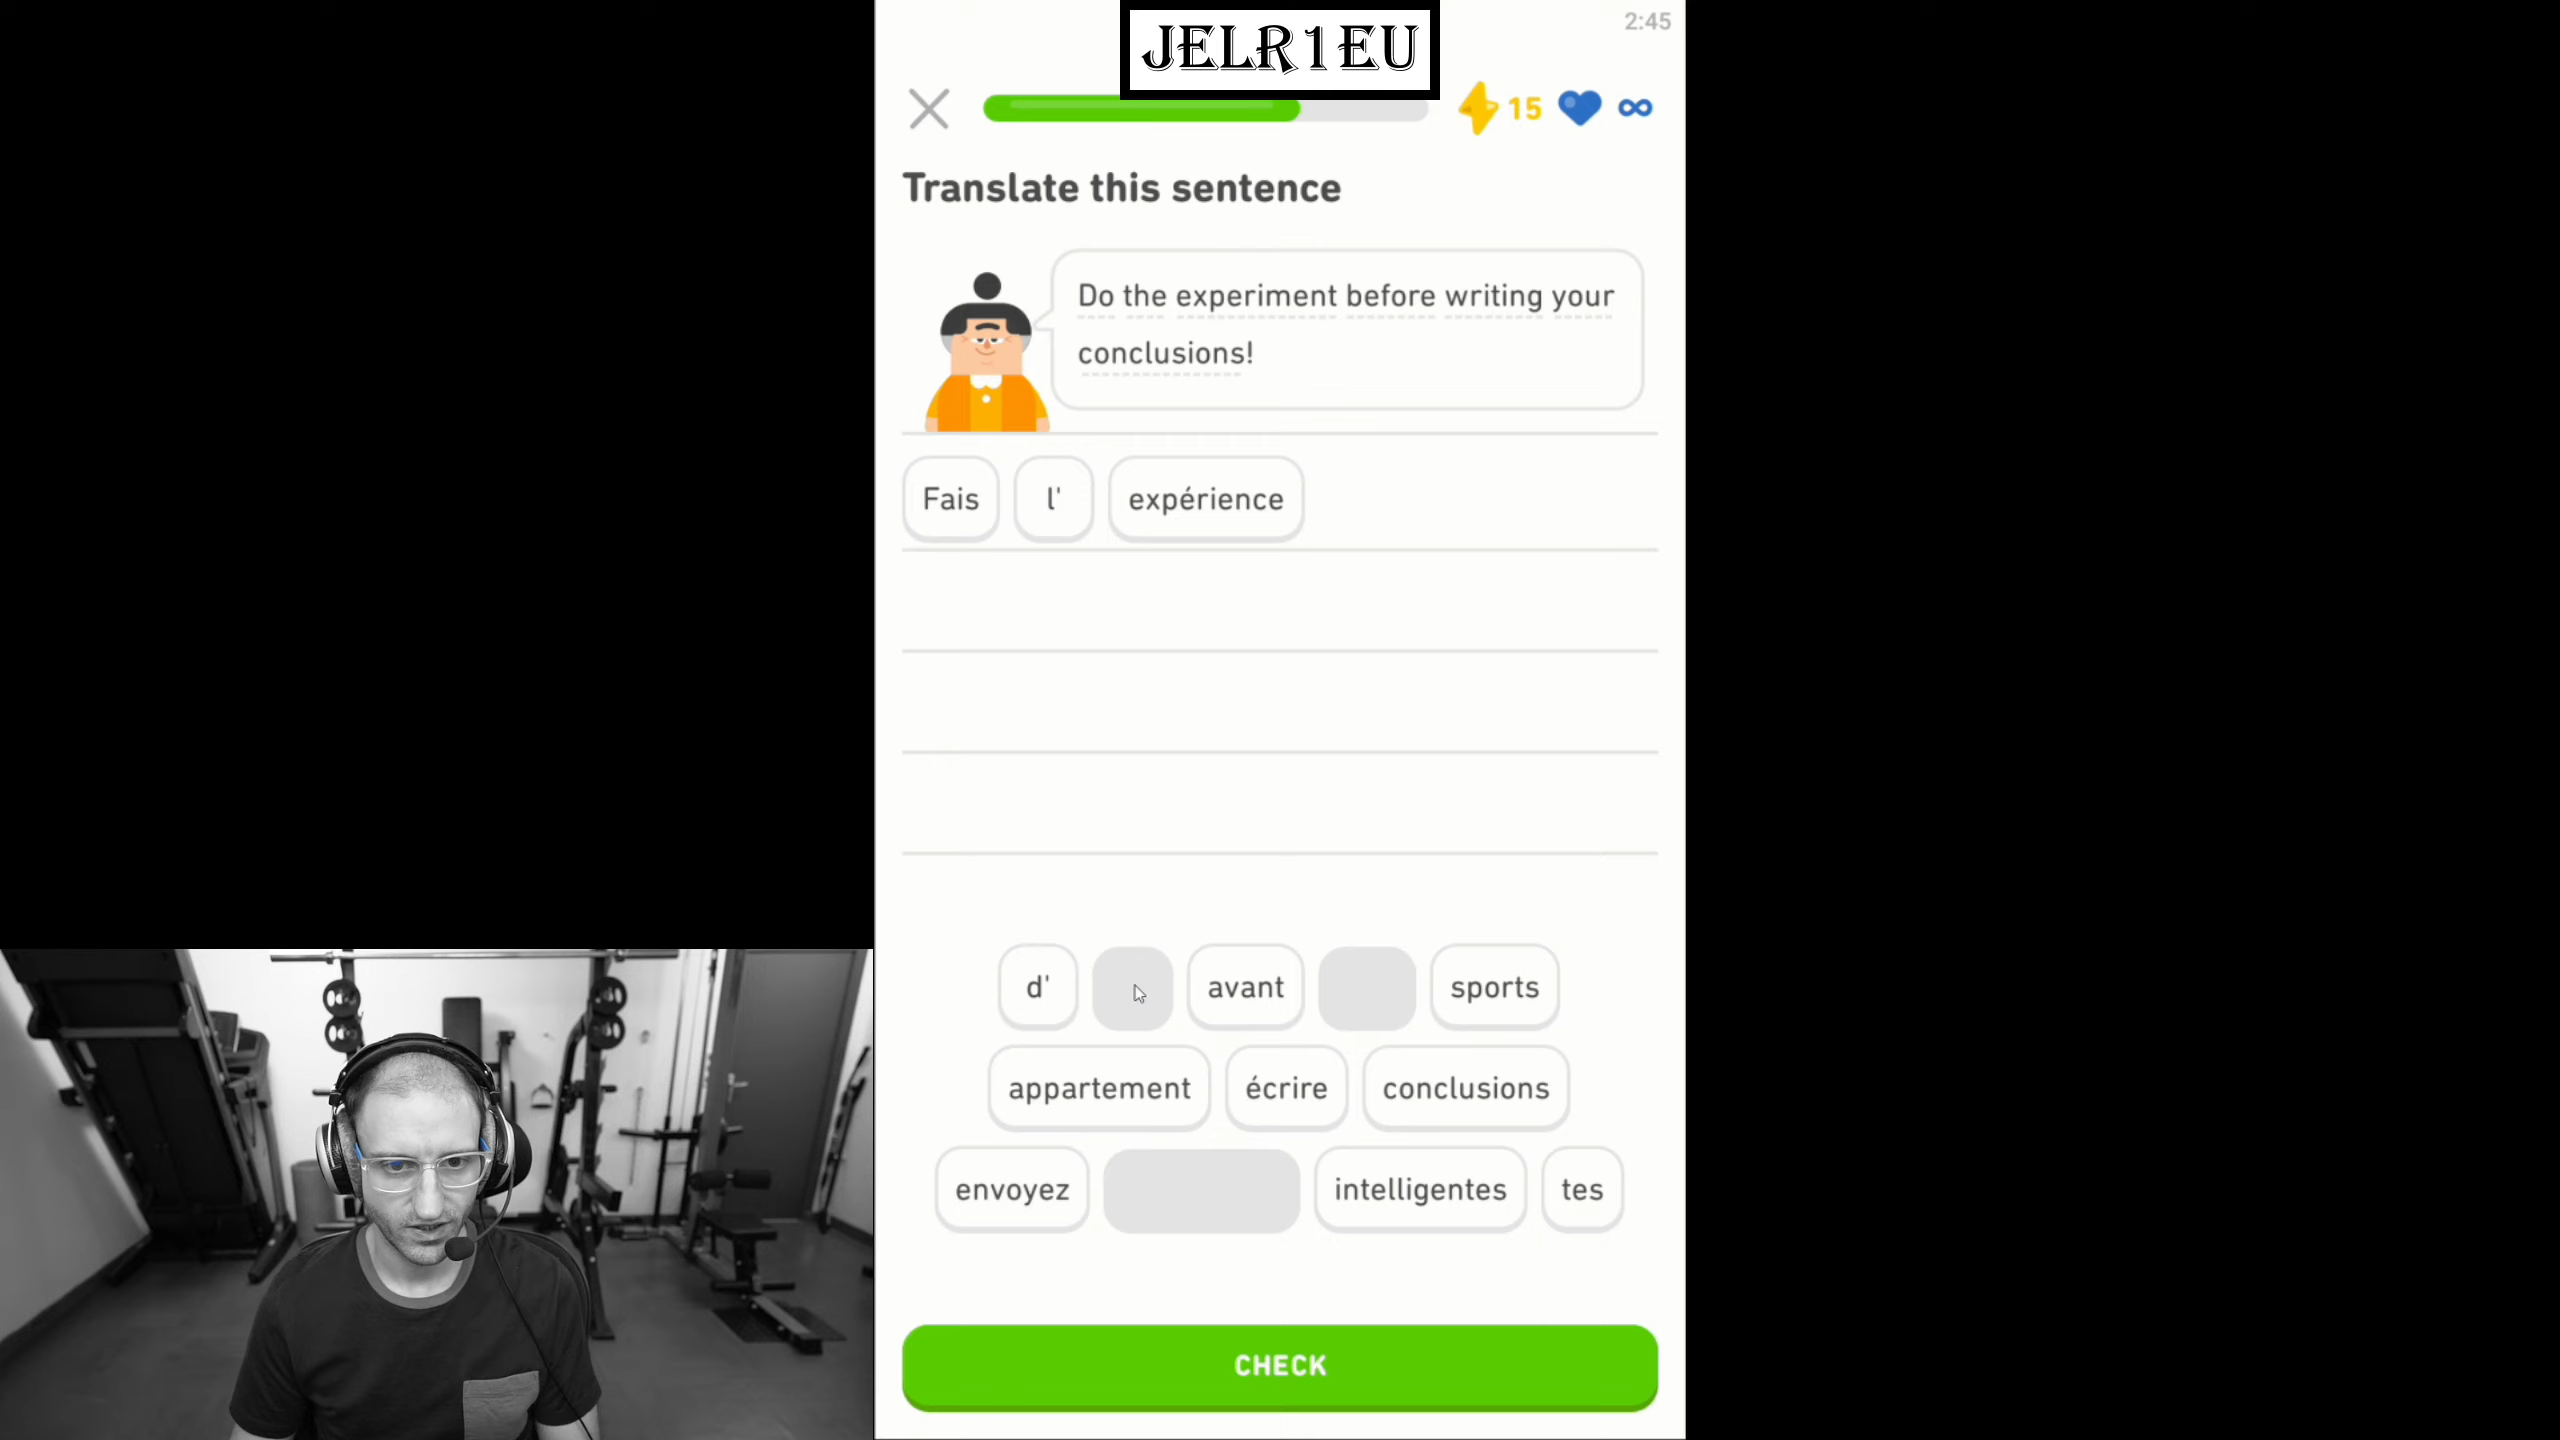 JELR1EU
2:45
15 ∞
Translate this sentence
Do the experiment before writing your
conclusions!
Fais l' expérience
d' avant sports
appartement écrire conclusions
envoyez intelligentes tes
CHECK